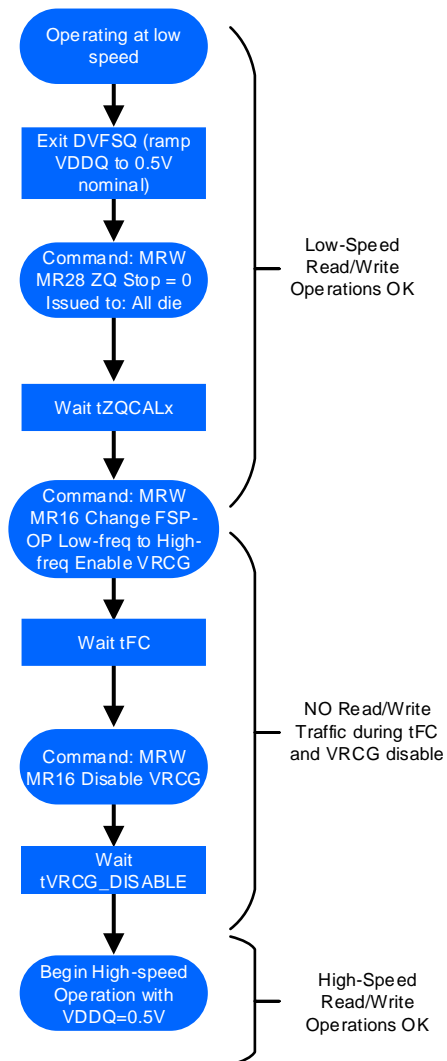 Operating at low
speed
Exit DVFSQ (ramp
VDDQ to 0.5V
nominal)
Command: MRW
MR28 ZQ Stop = 0
Issued to: All die
Low-Speed
Read/Write
Operations OK
Wait tZQCALx
Command: MRW
MR16 Change FSP-
OP Low-freq to High-
freq Enable VRCG
Wait tFC
NO Read/Write
Traffic during tFC
and VRCG disable
Command: MRW
MR16 Disable VRCG
Wait
tVRCG_DISABLE
Begin High-speed
Operation with
VDDQ=0.5V
High-Speed
Read/Write
Operations OK